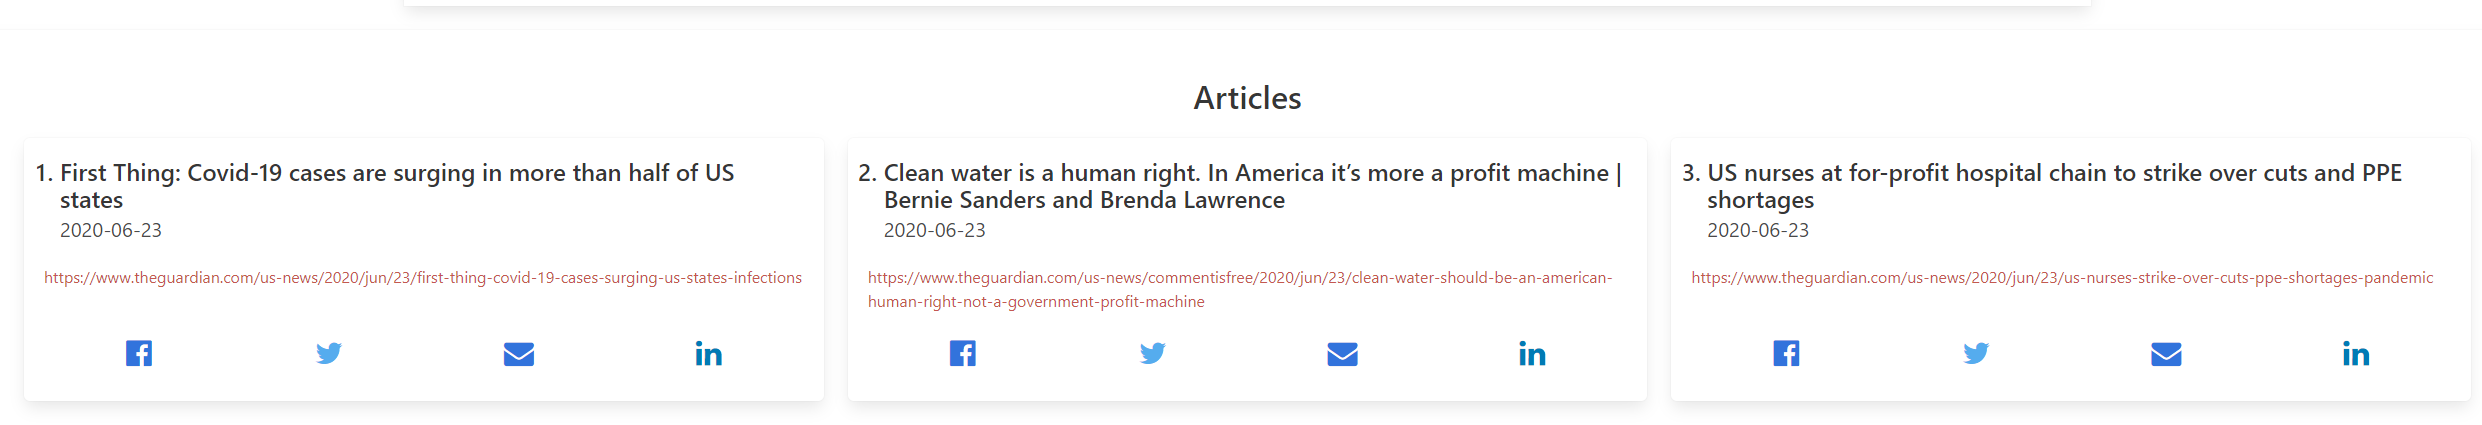 Articles
1. First Thing: Covid-19 cases are surging in more than half of US
states
2020-06-23
https://www.theguardian.com/us-news/2020/jun/23/first-thing-covid-19-cases-surging-us-states-infections
2. Clean water is a human right. In America it’s more a profit machine |
Bernie Sanders and Brenda Lawrence
2020-06-23
https://www.theguardian.com/us-news/commentisfree/2020/jun/23/clean-water-should-be-an-american-
human-right-not-a-government-profit-machine
3. US nurses at for-profit hospital chain to strike over cuts and PPE
shortages
2020-06-23
https://www.theguardian.com/us-news/2020/jun/23/us-nurses-strike-over-cuts-ppe-shortages-pandemic